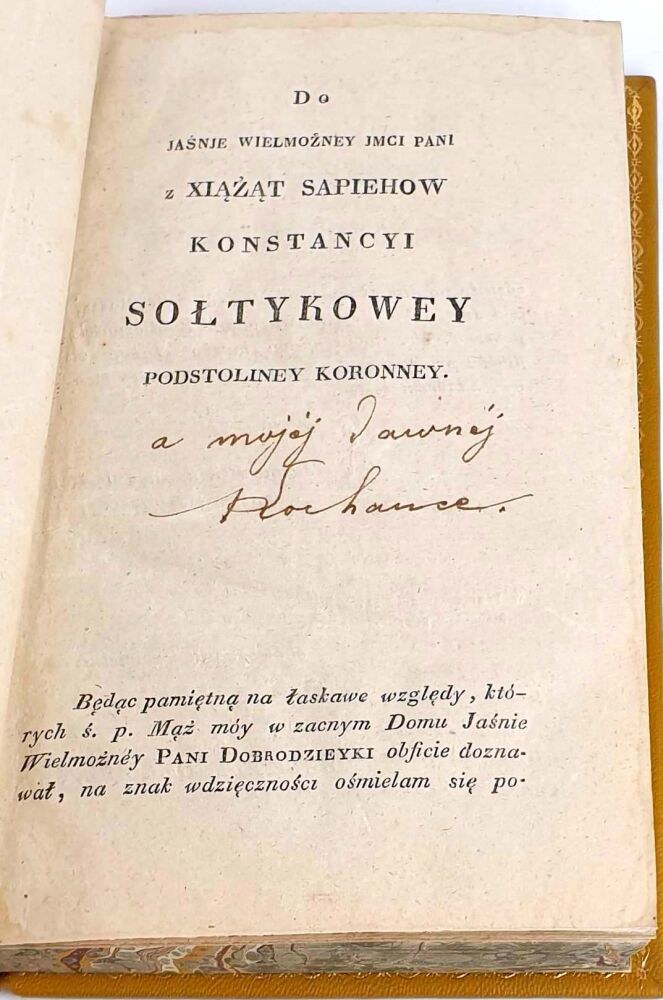 Do
JAŚNJE WIELMOŹNEY JMCI PANI
z XIĄŻĄT SAPIEHOW
KONSTANCYI
SOŁTYKOWEY
PODSTOLINEY KORONNEY.
a mojéj dawnéj
Kochance.
Będąc pamiętną na łaskawe względy, któ-
rych ś. p. Mąż móy w zacnym Domu Jaśnie
Wielmożnéy PANI DOBRODZIEYKI obficie dozna-
wał, na znak wdzięczności ośmielam się po-